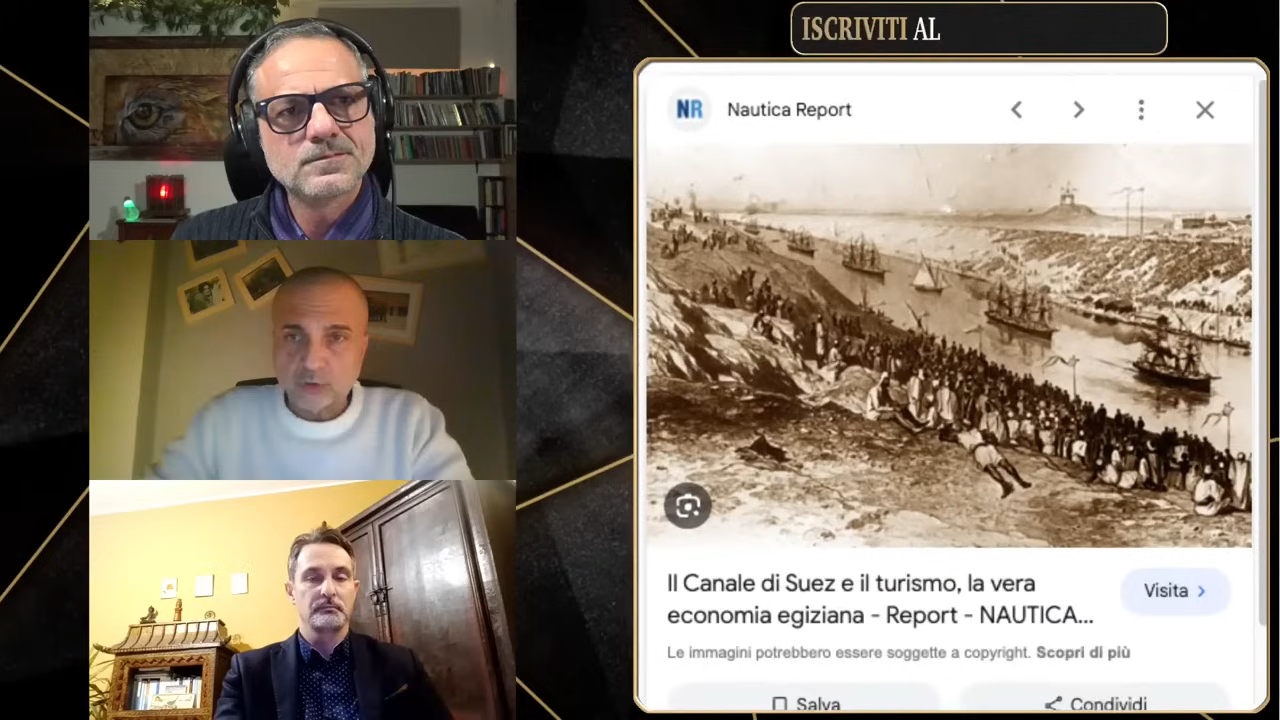 ISCRIVITI AL
NR Nautica Report
Il Canale di Suez e il turismo, la vera
economia egiziana - Report - NAUTICA...
Visita
Le immagini potrebbero essere soggette a copyright. Scopri di più
Salva
Condividi